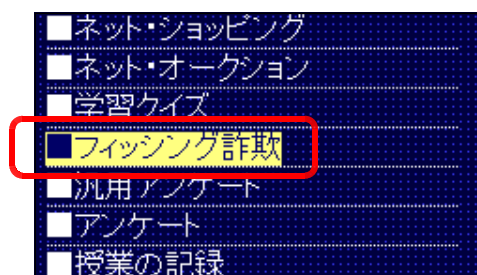 ■ネット・ショッピング
■ネット・オークション
■学習クイズ
■フィッシング詐欺
■汎用アンケート
■アンケート
■授業の記録